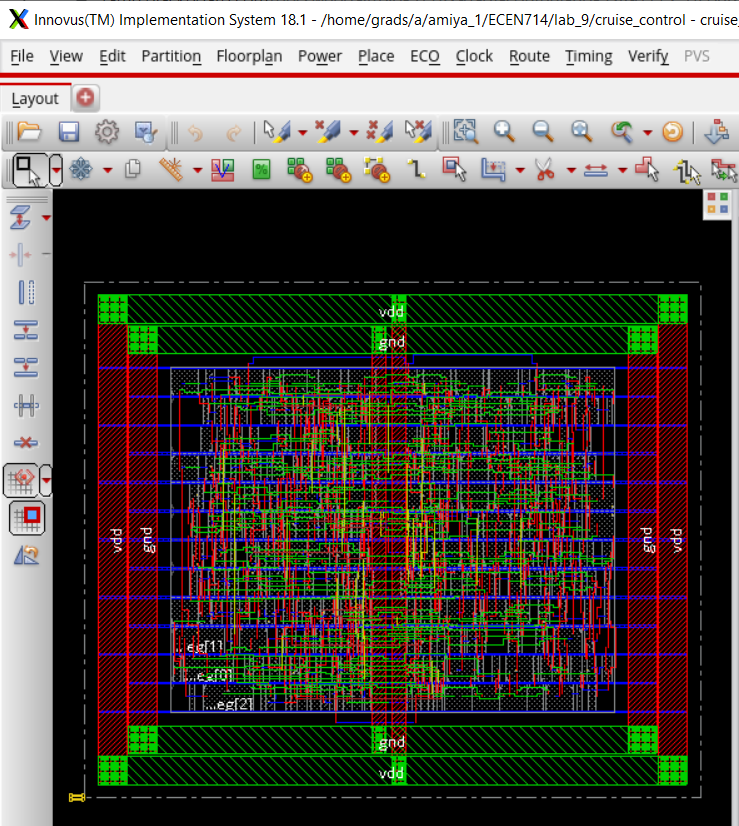 Innovus(TM) Implementation System 18.1 - /home/grads/a/amiya_1/ECEN714/lab_9/cruise_control - cruise_
File View Edit Partition Floorplan Power Place ECO Clock Route Timing Verify PVS
Layout
vdd
gnd
vdd
gnd
gnd
vdd
...eg[1]
...eg[0]
...eg[2]
gnd
vdd